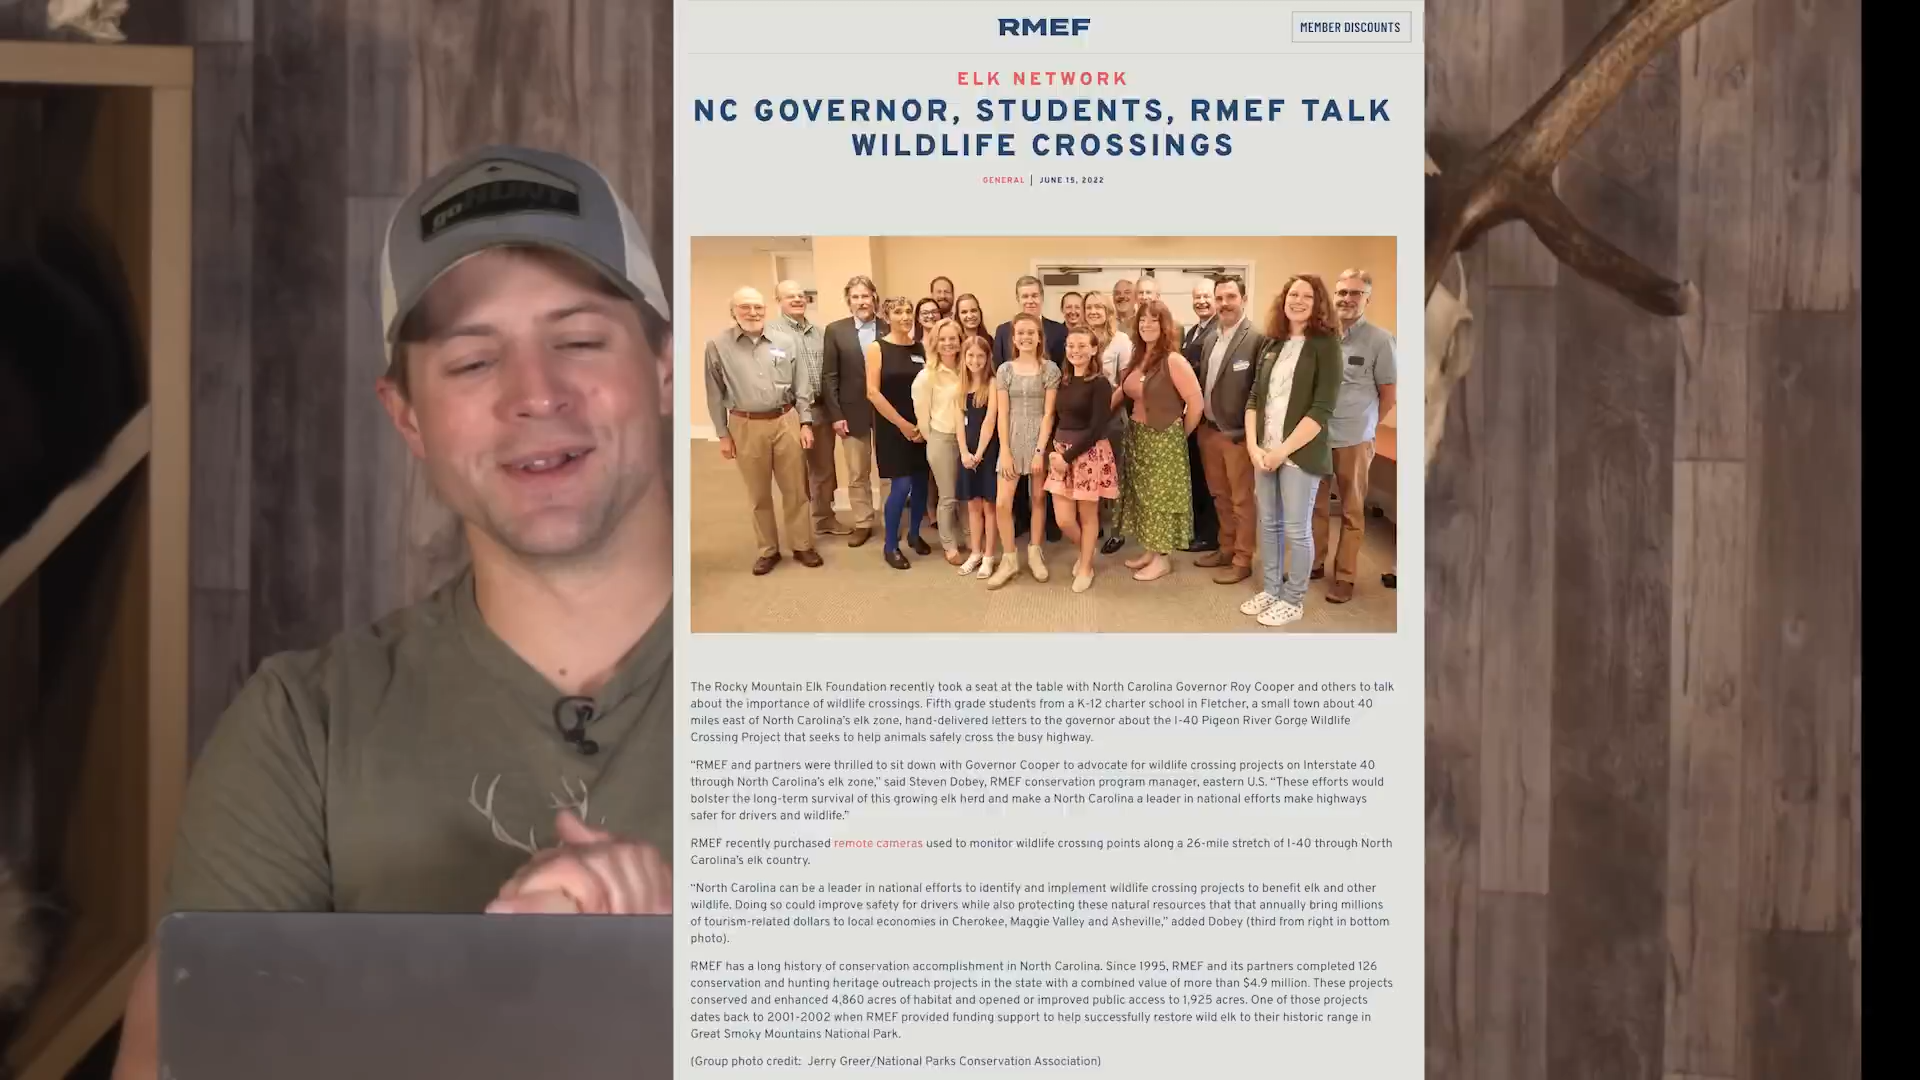 RMEF
MEMBER DISCOUNTS
ELK NETWORK
NC GOVERNOR, STUDENTS, RMEF TALK
WILDLIFE CROSSINGS
GENERAL | JUNE 15, 2022
goHUNT
The Rocky Mountain Elk Foundation recently took a seat at the table with North Carolina Governor Roy Cooper and others to talk
about the importance of wildlife crossings. Fifth grade students from a K-12 charter school in Fletcher, a small town about 40
miles east of North Carolina's elk zone, hand-delivered letters to the governor about the I-40 Pigeon River Gorge Wildlife
Crossing Project that seeks to help animals safely cross the busy highway.
“RMEF and partners were thrilled to sit down with Governor Cooper to advocate for wildlife crossing projects on Interstate 40
through North Carolina's elk zone,” said Steven Dobey, RMEF conservation program manager, eastern U.S. “These efforts would
bolster the long-term survival of this growing elk herd and make a North Carolina a leader in national efforts make highways
safer for drivers and wildlife.”
RMEF recently purchased remote cameras used to monitor wildlife crossing points along a 26-mile stretch of I-40 through North
Carolina's elk country.
“North Carolina can be a leader in national efforts to identify and implement wildlife crossing projects to benefit elk and other
wildlife. Doing so could improve safety for drivers while also protecting these natural resources that that annually bring millions
of tourism-related dollars to local economies in Cherokee, Maggie Valley and Asheville,” added Dobey (third from right in bottom
photo).
RMEF has a long history of conservation accomplishment in North Carolina. Since 1995, RMEF and its partners completed 126
conservation and hunting heritage outreach projects in the state with a combined value of more than $4.9 million. These projects
conserved and enhanced 4,860 acres of habitat and opened or improved public access to 1,925 acres. One of those projects
dates back to 2001-2002 when RMEF provided funding support to help successfully restore wild elk to their historic range in
Great Smoky Mountains National Park.
(Group photo credit: Jerry Greer/National Parks Conservation Association)